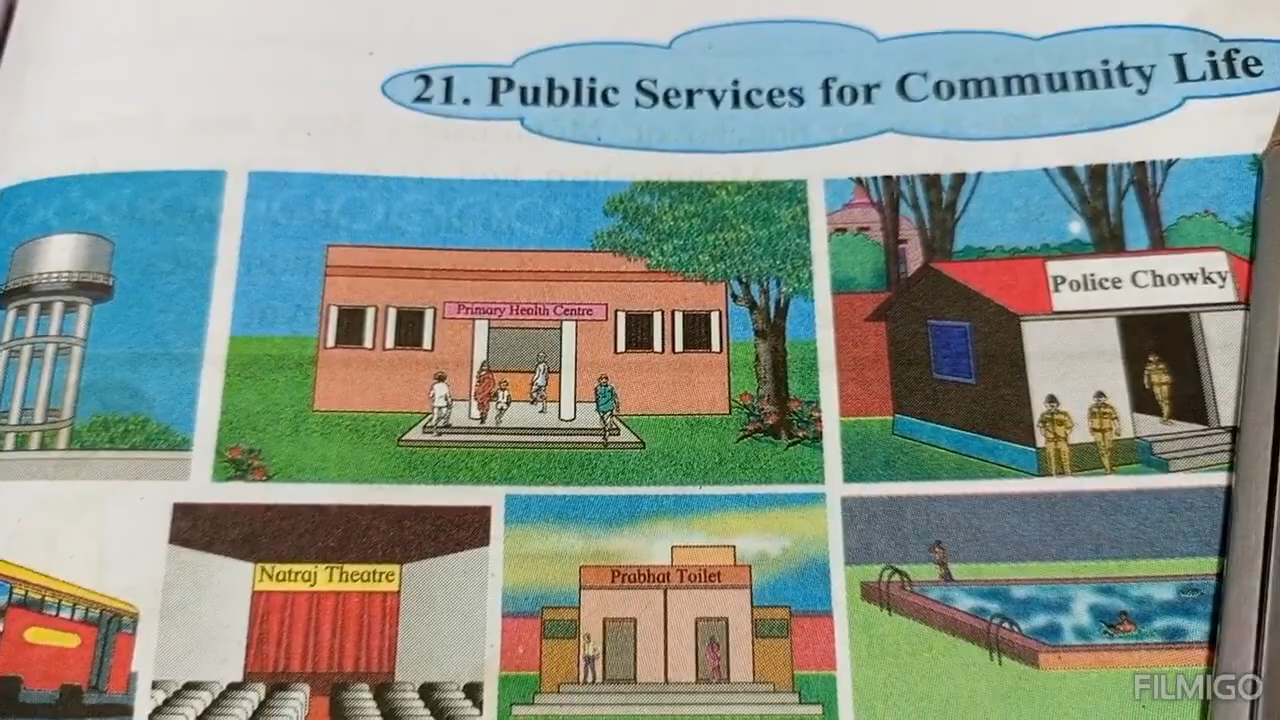 21. Public Services for Community Life
Primary Health Centre
Police Chowky
Natraj Theatre
Prabhat Toilet
FILMIGO